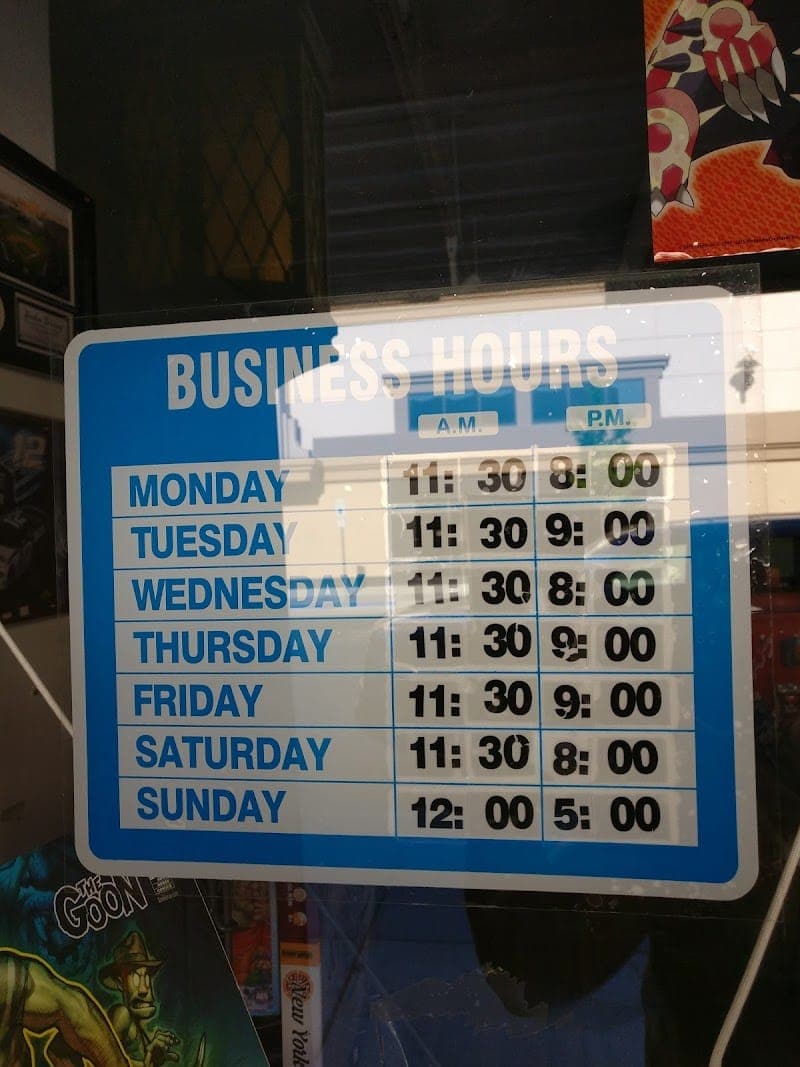 BUSINESS HOURS
A.M. P.M.
MONDAY 11: 30 8: 00
TUESDAY 11: 30 9: 00
WEDNESDAY 11: 30 8: 00
THURSDAY 11: 30 9: 00
FRIDAY 11: 30 9: 00
SATURDAY 11: 30 8: 00
SUNDAY 12: 00 5: 00
THE
GOON
New York
12